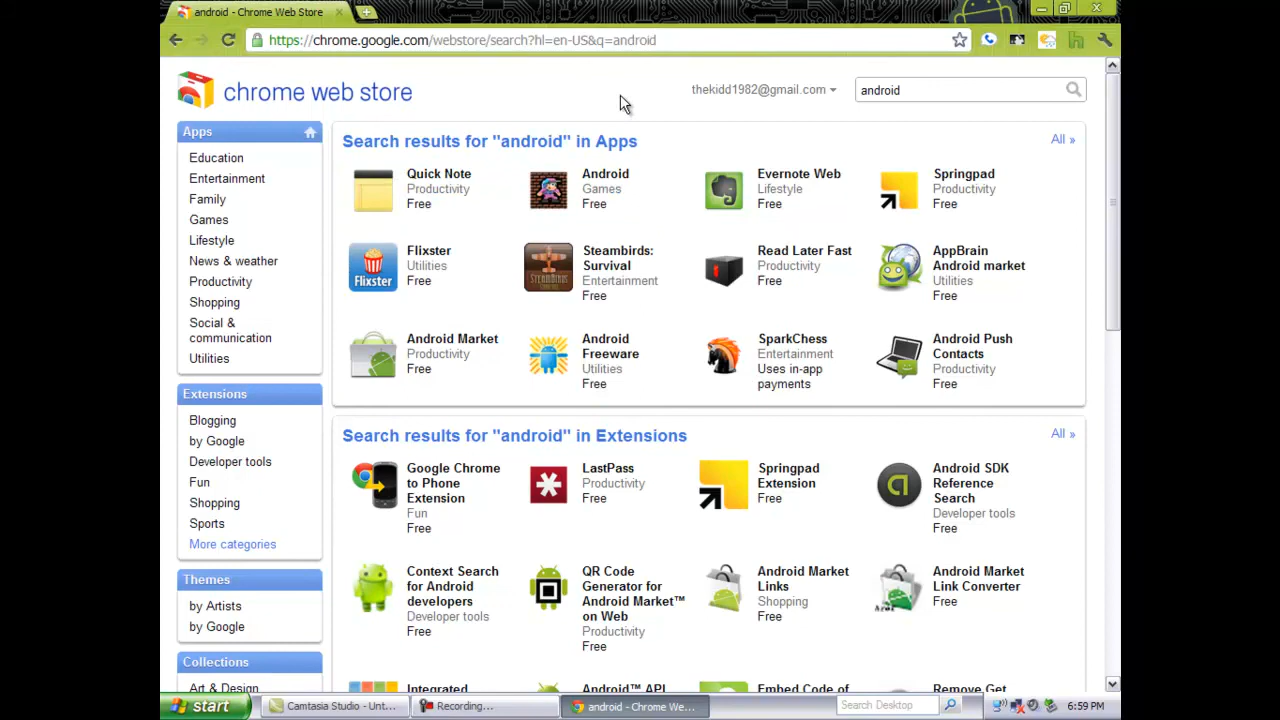 android - Chrome Web Store
https://chrome.google.com/webstore/search?hl=en-US&q=android
chrome web store
thekidd1982@gmail.com
android
Apps
Education
Entertainment
Family
Games
Lifestyle
News & weather
Productivity
Shopping
Social &
communication
Utilities
Extensions
Blogging
by Google
Developer tools
Fun
Shopping
Sports
More categories
Themes
by Artists
by Google
Collections
Art & Design
Search results for "android" in Apps
All »
Quick Note
Productivity
Free
Android
Games
Free
Evernote Web
Lifestyle
Free
Springpad
Productivity
Free
Flixster
Flixster
Utilities
Free
STEAMBIRDS
Steambirds:
Survival
Entertainment
Free
Read Later Fast
Productivity
Free
AppBrain
Android market
Utilities
Free
Android Market
Productivity
Free
Android
Freeware
Utilities
Free
SparkChess
Entertainment
Uses in-app
payments
Android Push
Contacts
Productivity
Free
Search results for "android" in Extensions
All »
Google Chrome
to Phone
Extension
Fun
Free
LastPass
Productivity
Free
Springpad
Extension
Free
Android SDK
Reference
Search
Developer tools
Free
Context Search
for Android
developers
Developer tools
Free
QR Code
Generator for
Android Market™
on Web
Productivity
Free
Android Market
Links
Shopping
Free
Android Market
Link Converter
Free
Integrated
Android™ API
Embed Code of
Remove Get
start
Camtasia Studio - Unt...
Recording...
android - Chrome We...
Search Desktop
6:59 PM